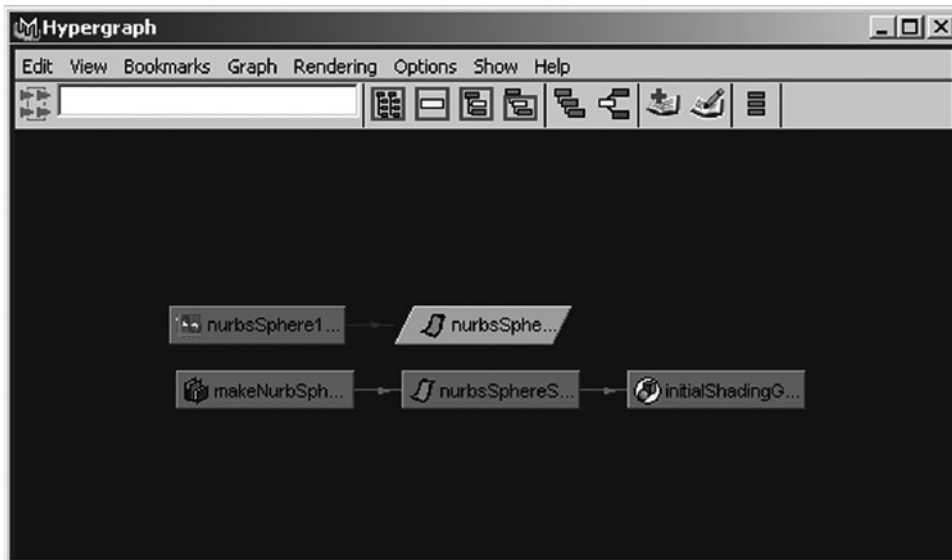 Hypergraph
Edit View Bookmarks Graph Rendering Options Show Help
nurbsSphere1... nurbsSphe...
makeNurbSph... nurbsSphereS... initialShadingG...